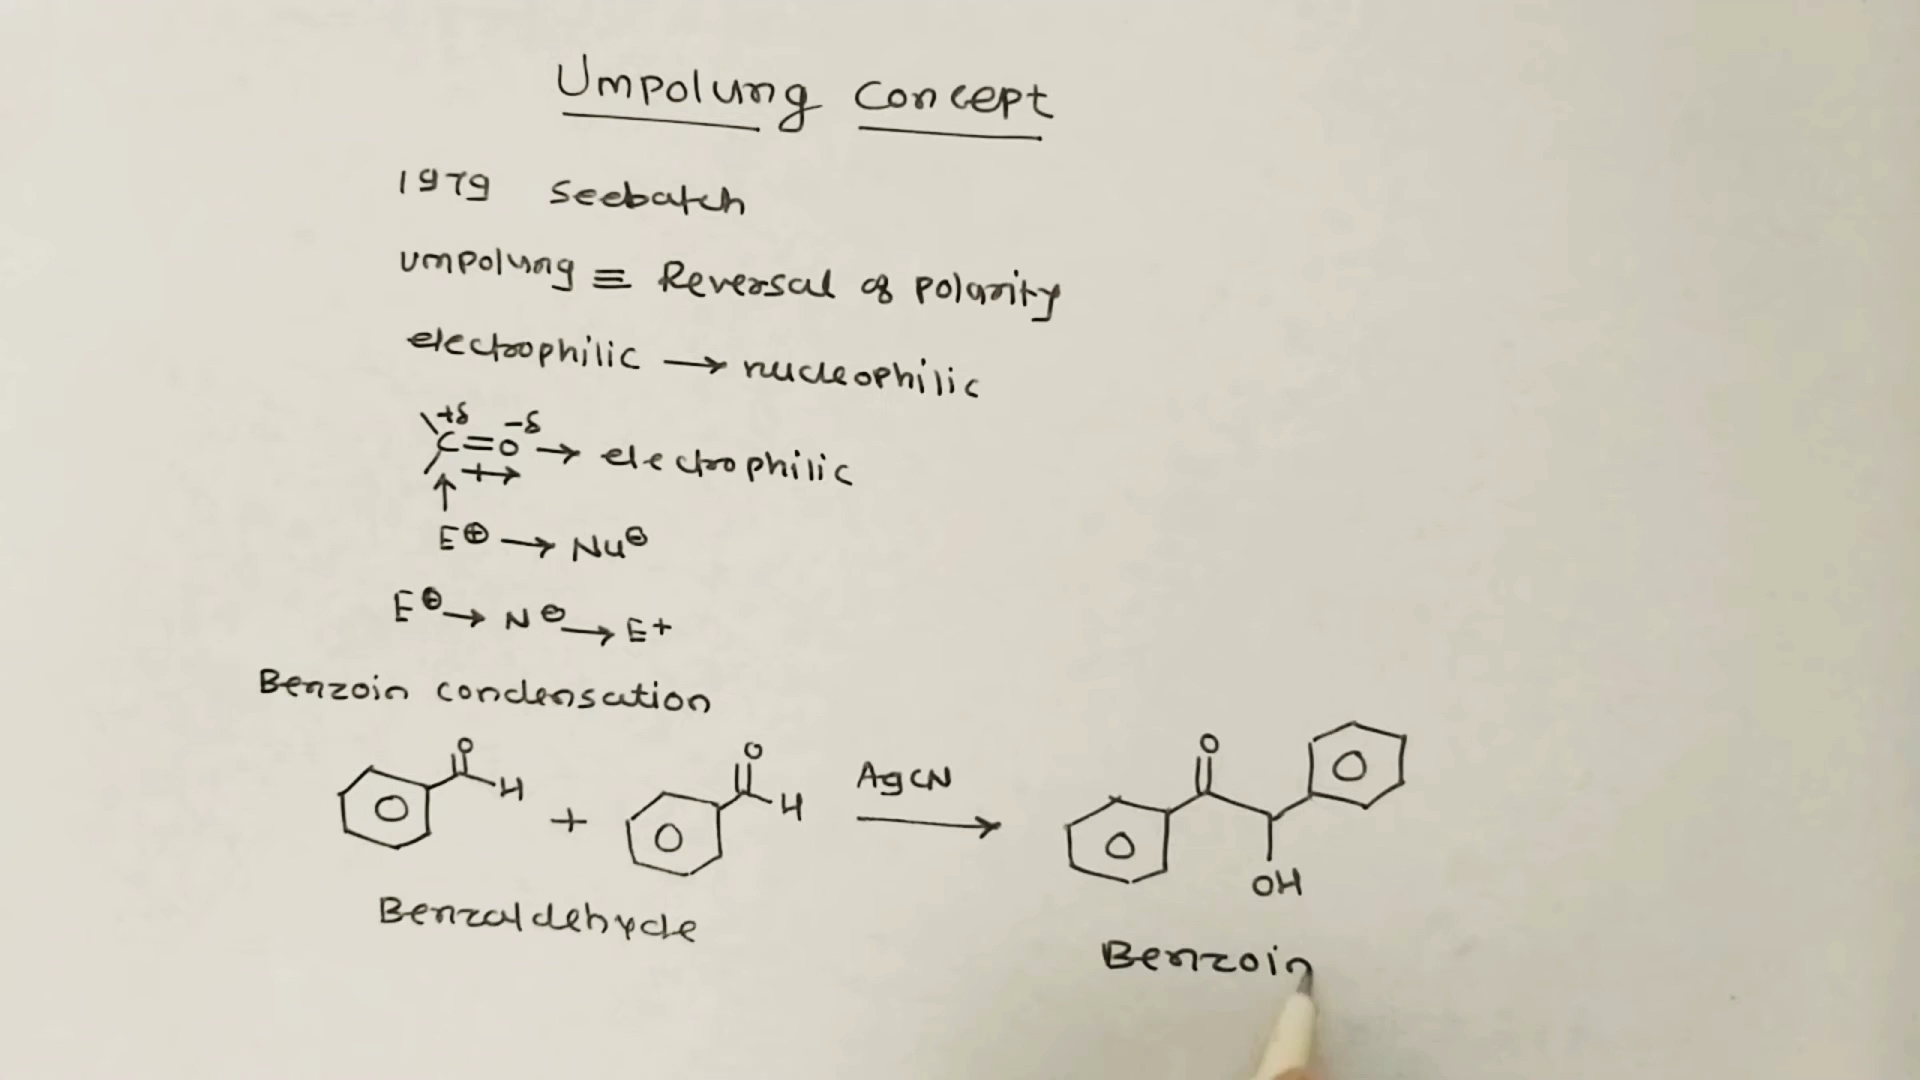 Umpolung Concept
1979 Seebatch
umpolung ≡ Reversal of polarity
electrophilic → nucleophilic
+δ -δ
C=O → electrophilic
↑
E⊕ → Nu⊖
E⊕ → N⊖ → E+
Benzoin condensation
O H + O H AgCN → O OH
Benzaldehyde
Benzoin